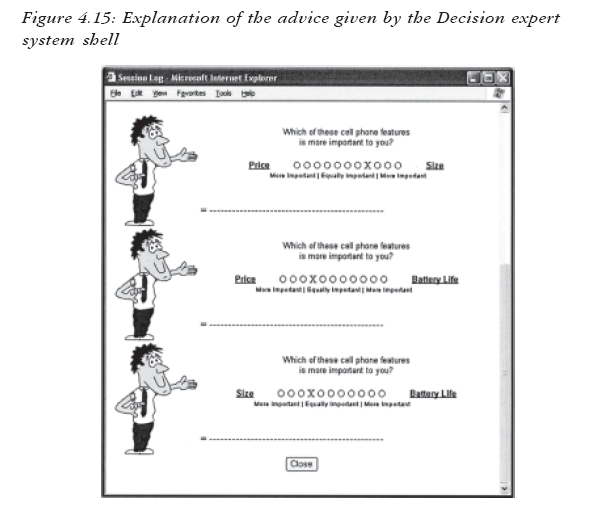 Figure 4.15: Explanation of the advice given by the Decision expert
system shell
Session Log - Microsoft Internet Explorer
File Edit View Favorites Tools Help
Which of these cell phone features
is more important to you?
Price OOOOOOOXOOO Size
More Important | Equally Important | More Important
= ------------------------------------
Which of these cell phone features
is more important to you?
Price OOOXOOOOOOO Battery Life
More Important | Equally Important | More Important
= ------------------------------------
Which of these cell phone features
is more important to you?
Size OOOXOOOOOOO Battery Life
More Important | Equally Important | More Important
= ------------------------------------
Close